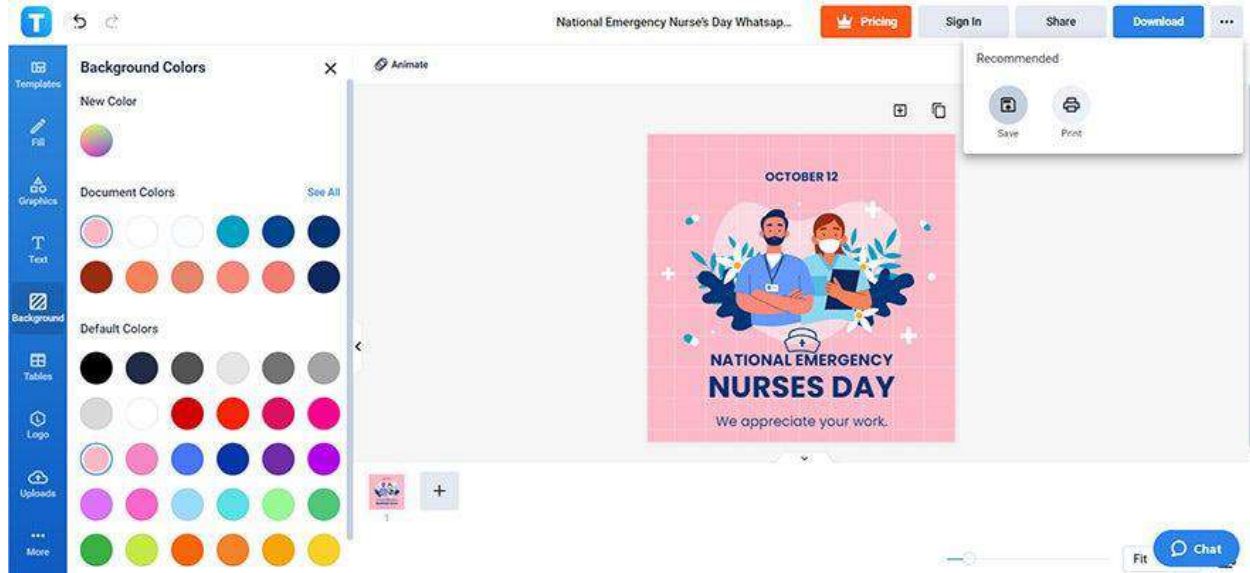 T
National Emergency Nurse's Day Whatsap...
Pricing
Sign In
Share
Download
Templates
Fill
Graphics
Text
Background
Tables
Logo
Uploads
More
Background Colors
New Color
Document Colors
See All
Default Colors
Animate
Recommended
Save
Print
OCTOBER 12
NATIONAL EMERGENCY
NURSES DAY
We appreciate your work.
1
Fit
Chat